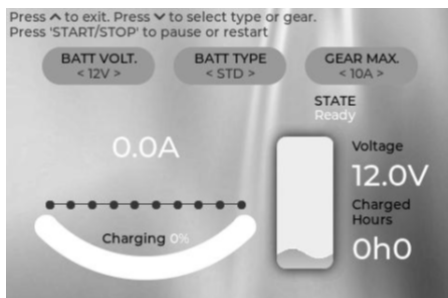 Press ^ to exit. Press v to select type or gear.
Press 'START/STOP' to pause or restart
BATT VOLT.
< 12V >
BATT TYPE
< STD >
GEAR MAX.
< 10A >
STATE
Ready
0.0A
Voltage
12.0V
Charged
Hours
0h0
Charging 0%